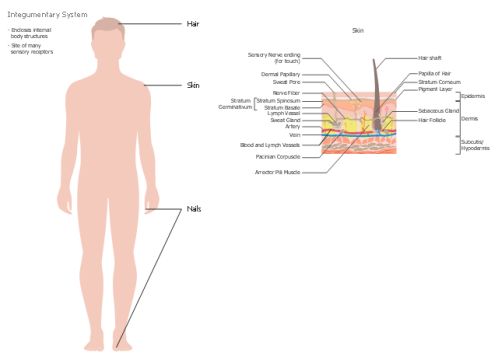 Integumentary System
· Encloses internal
body structures
· Site of many
sensory receptors
Hair
Skin
Nails
Skin
Sensory Nerve ending
(for touch)
Dermal Papillary
Sweat Pore
Nerve Fiber
Stratum
Germinativum
Stratum Spinosum
Stratum Basale
Lymph Vessel
Sweat Gland
Artery
Vein
Blood and Lymph Vessels
Pacinian Corpuscle
Arrector Pili Muscle
Hair shaft
Papilla of Hair
Stratum Corneum
Pigment Layer
Epidermis
Sebaceous Gland
Dermis
Hair Follicle
Subcutis/
Hypodermis